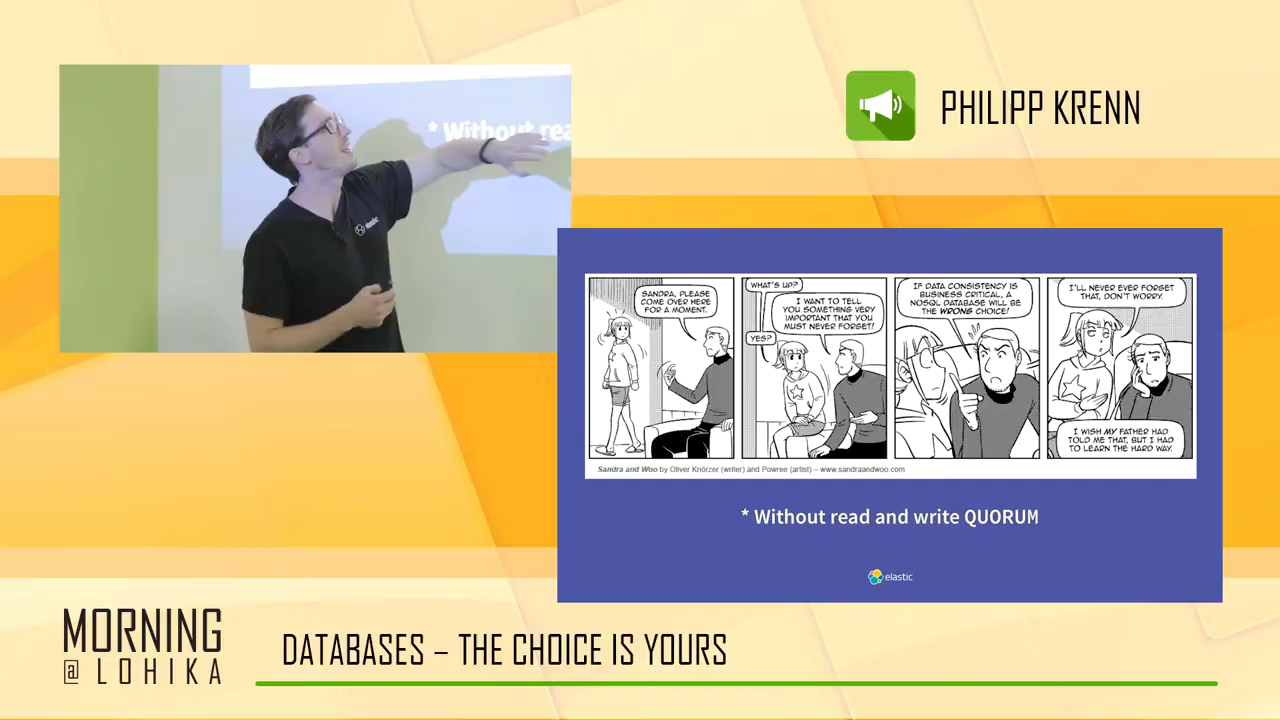 PHILIPP KRENN
* Without rea
elastic
SANDRA, PLEASE
COME OVER HERE
FOR A MOMENT.
WHAT'S UP?
I WANT TO TELL
YOU SOMETHING VERY
IMPORTANT THAT YOU
MUST NEVER FORGET!
YES?
IF DATA CONSISTENCY IS
BUSINESS CRITICAL, A
NOSQL DATABASE WILL BE
THE WRONG CHOICE!
I'LL NEVER EVER FORGET
THAT, DON'T WORRY.
I WISH MY FATHER HAD
TOLD ME THAT, BUT I HAD
TO LEARN THE HARD WAY.
Sandra and Woo by Oliver Knörzer (writer) and Powree (artist) – www.sandraandwoo.com
* Without read and write QUORUM
elastic
MORNING
@ LOHIKA
DATABASES – THE CHOICE IS YOURS